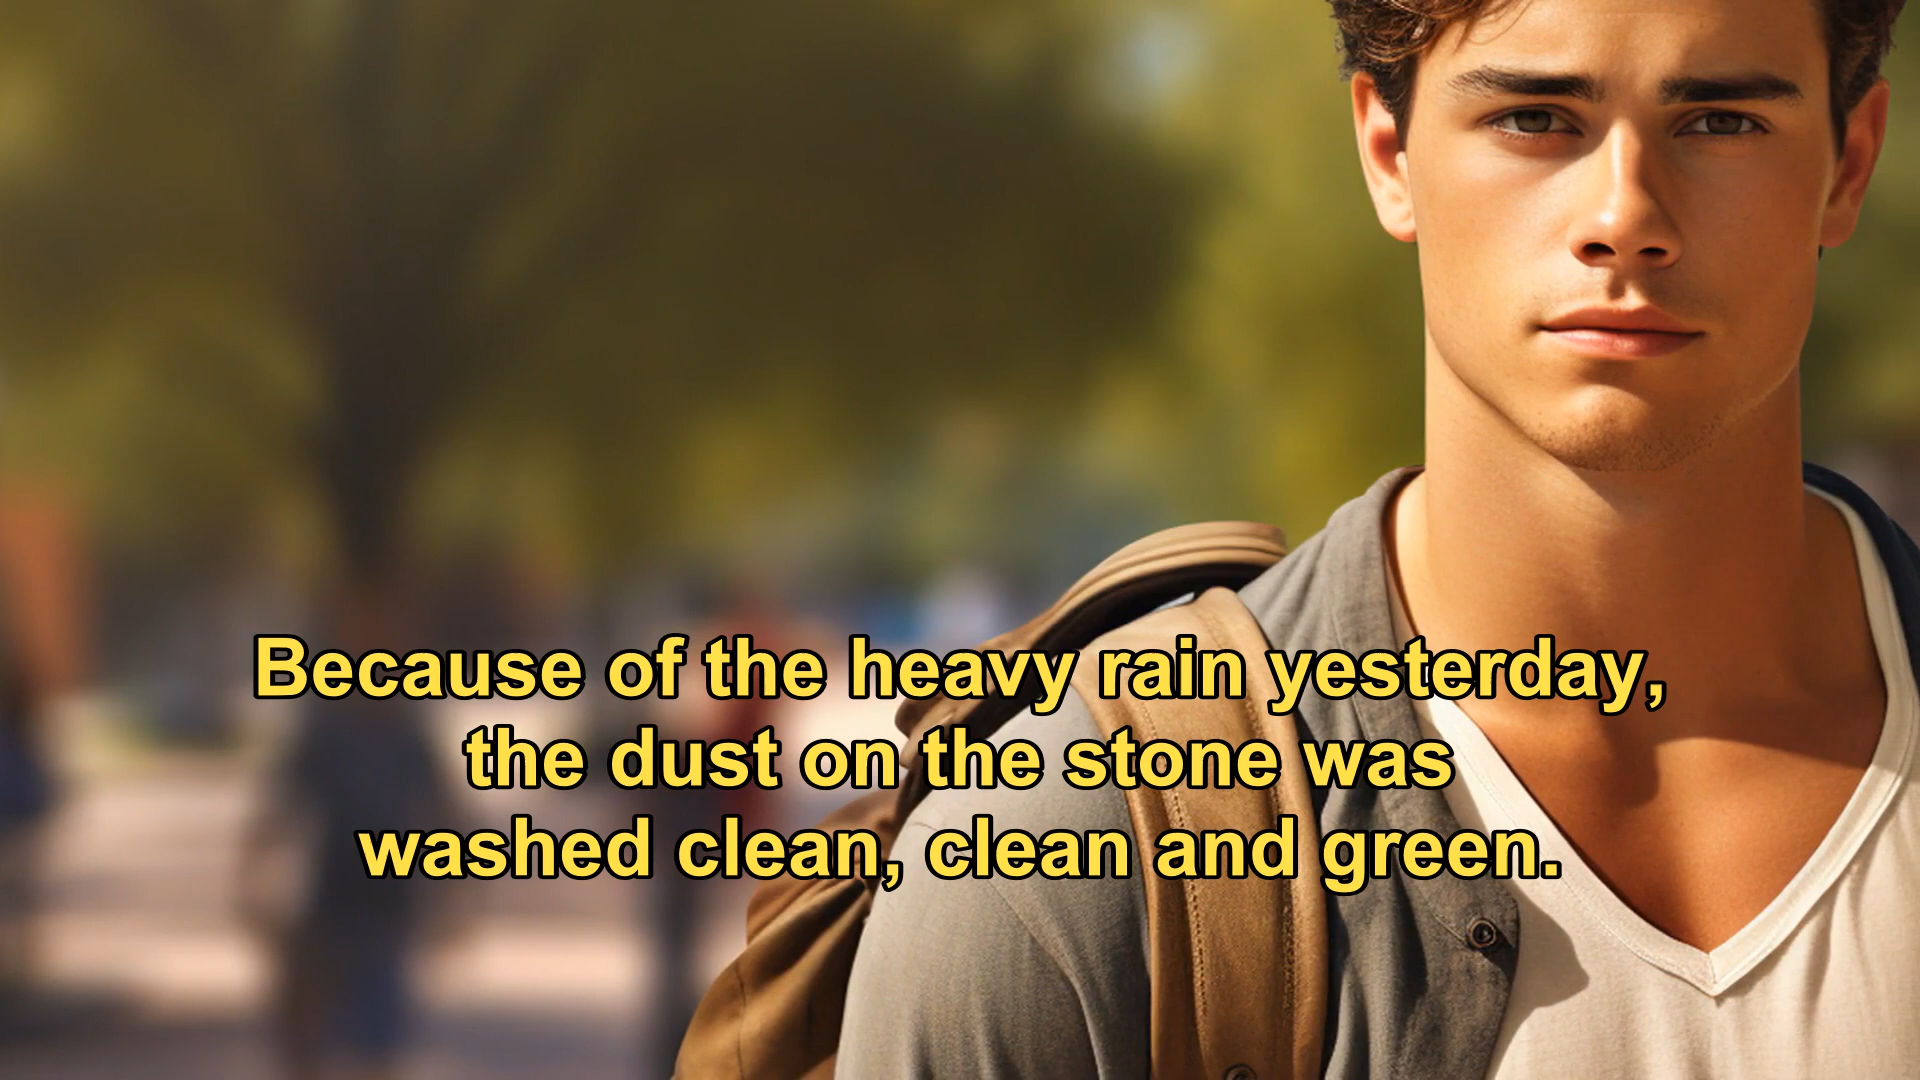 Because of the heavy rain yesterday,
the dust on the stone was
washed clean, clean and green.